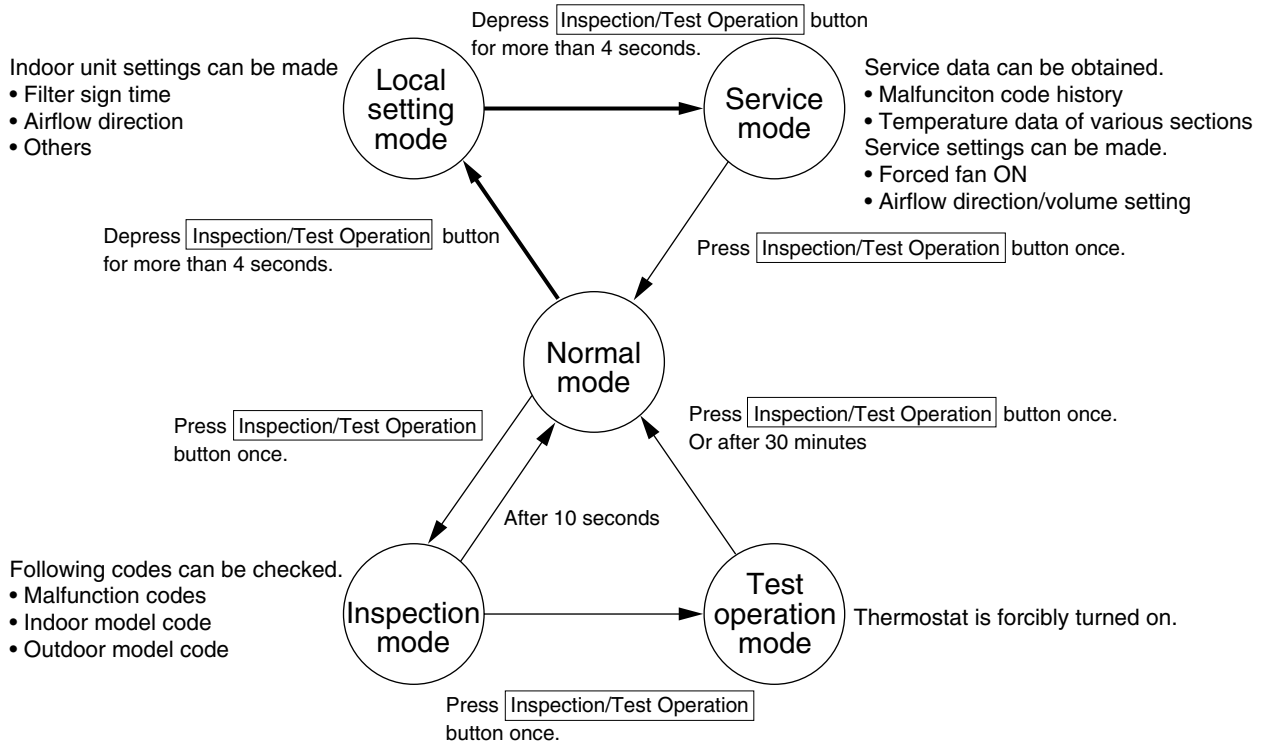 Depress Inspection/Test Operation button
for more than 4 seconds.
Indoor unit settings can be made
• Filter sign time
• Airflow direction
• Others
Local
setting
mode
Service
mode
Service data can be obtained.
• Malfunciton code history
• Temperature data of various sections
Service settings can be made.
• Forced fan ON
• Airflow direction/volume setting
Depress Inspection/Test Operation button
for more than 4 seconds.
Press Inspection/Test Operation button once.
Normal
mode
Press Inspection/Test Operation
button once.
Press Inspection/Test Operation button once.
Or after 30 minutes
After 10 seconds
Following codes can be checked.
• Malfunction codes
• Indoor model code
• Outdoor model code
Inspection
mode
Test
operation
mode
Thermostat is forcibly turned on.
Press Inspection/Test Operation
button once.